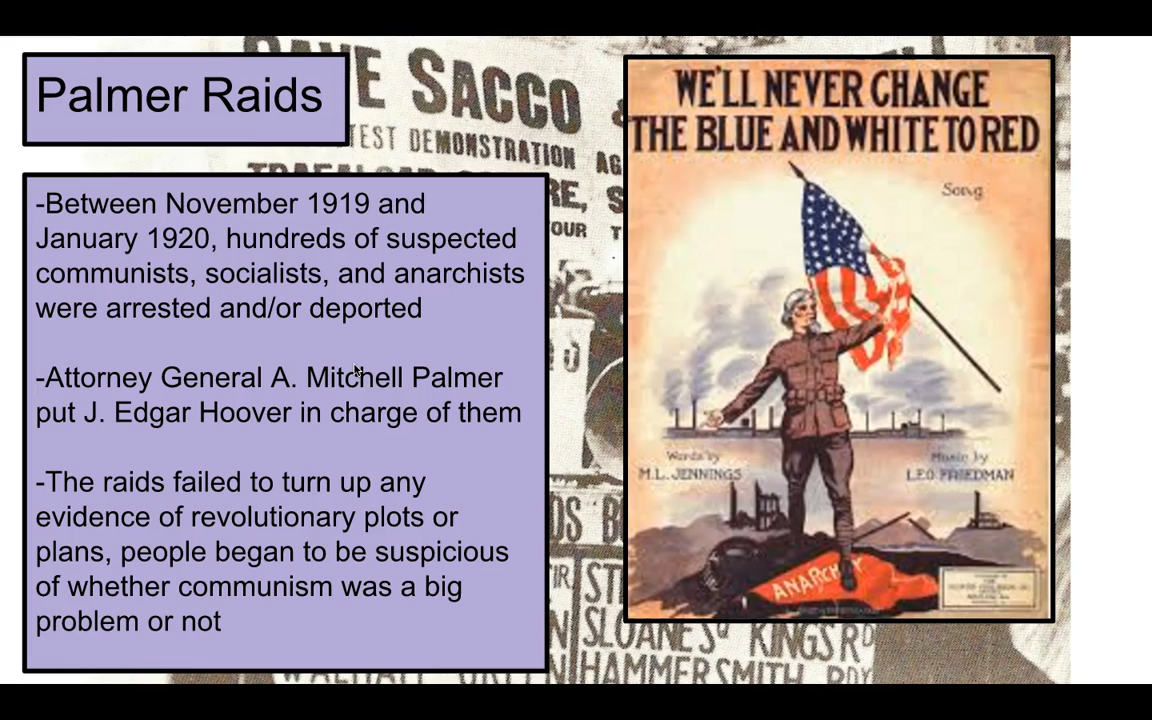 Palmer Raids
-Between November 1919 and
January 1920, hundreds of suspected
communists, socialists, and anarchists
were arrested and/or deported
-Attorney General A. Mitchell Palmer
put J. Edgar Hoover in charge of them
-The raids failed to turn up any
evidence of revolutionary plots or
plans, people began to be suspicious
of whether communism was a big
problem or not
SACCO
DEMONSTRATION
WE'LL NEVER CHANGE
THE BLUE AND WHITE TO RED
Song
Words by
M.L. JENNINGS
Music by
LEO FRIEDMAN
ANARCHY
SLOANE SQ KINGS RD
HAMMERSMITH BDY